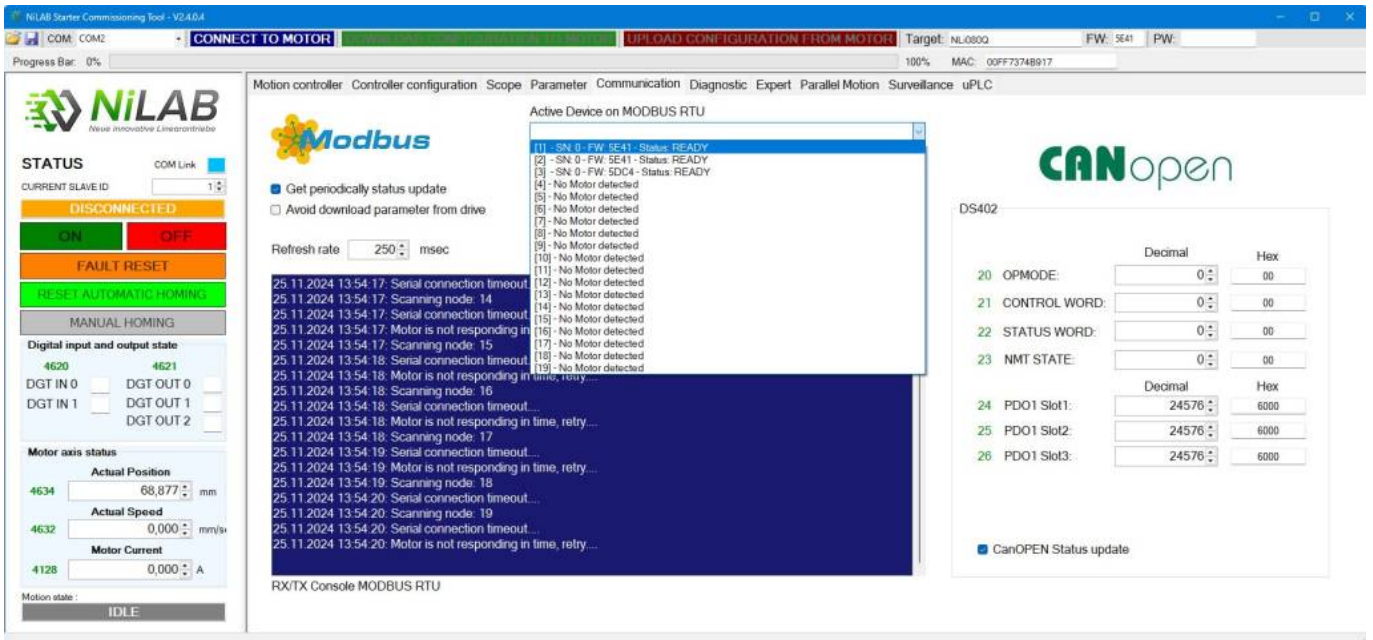 NiLAB Starter Commissioning Tool - V2.4.0.4
COM: COM2 CONNECT TO MOTOR DOWNLOAD CONFIGURATION TO MOTOR UPLOAD CONFIGURATION FROM MOTOR Target: NL-080Q FW: 5E41 PW:
Progress Bar: 0% 100% MAC: 00FF7374B917
Motion controller Controller configuration Scope Parameter Communication Diagnostic Expert Parallel Motion Surveillance uPLC
NiLAB
Neue innovative Linearantriebe
STATUS COM Link
CURRENT SLAVE ID 1
DISCONNECTED
ON OFF
FAULT RESET
RESET AUTOMATIC HOMING
MANUAL HOMING
Digital input and output state
4620 4621
DGT IN 0 DGT OUT 0
DGT IN 1 DGT OUT 1
DGT OUT 2
Motor axis status
Actual Position
4634 68,877 mm
Actual Speed
4632 0,000
Motor Current
4128 0,000 A
Motion state :
IDLE
Modbus
Get periodically status update
Avoid download parameter from drive
Refresh rate 250 msec
Active Device on MODBUS RTU
[1] - SN: 0 - FW: 5E41 - Status: READY
[2] - SN: 0 - FW: 5E41 - Status: READY
[3] - SN: 0 - FW: 5DC4 - Status: READY
[4] - No Motor detected
[5] - No Motor detected
[6] - No Motor detected
[7] - No Motor detected
[8] - No Motor detected
[9] - No Motor detected
[10] - No Motor detected
[11] - No Motor detected
[12] - No Motor detected
[13] - No Motor detected
[14] - No Motor detected
[15] - No Motor detected
[16] - No Motor detected
[17] - No Motor detected
[18] - No Motor detected
[19] - No Motor detected
25.11.2024 13:54:17: Serial connection timeout
25.11.2024 13:54:17: Scanning node: 14
25.11.2024 13:54:17: Serial connection timeout
25.11.2024 13:54:17: Motor is not responding in
25.11.2024 13:54:17: Scanning node: 15
25.11.2024 13:54:18: Serial connection timeout
25.11.2024 13:54:18: Motor is not responding in time, retry....
25.11.2024 13:54:18: Scanning node: 16
25.11.2024 13:54:18: Serial connection timeout....
25.11.2024 13:54:18: Motor is not responding in time, retry....
25.11.2024 13:54:18: Scanning node: 17
25.11.2024 13:54:19: Serial connection timeout....
25.11.2024 13:54:19: Motor is not responding in time, retry....
25.11.2024 13:54:19: Scanning node: 18
25.11.2024 13:54:20: Serial connection timeout....
25.11.2024 13:54:20: Scanning node: 19
25.11.2024 13:54:20: Serial connection timeout....
25.11.2024 13:54:20: Motor is not responding in time, retry....
RX/TX Console MODBUS RTU
CANopen
DS402
Decimal Hex
20 OPMODE: 0 00
21 CONTROL WORD: 0 00
22 STATUS WORD: 0 00
23 NMT STATE: 0 00
Decimal Hex
24 PDO1 Slot1: 24576 6000
25 PDO1 Slot2: 24576 6000
26 PDO1 Slot3: 24576 6000
CanOPEN Status update